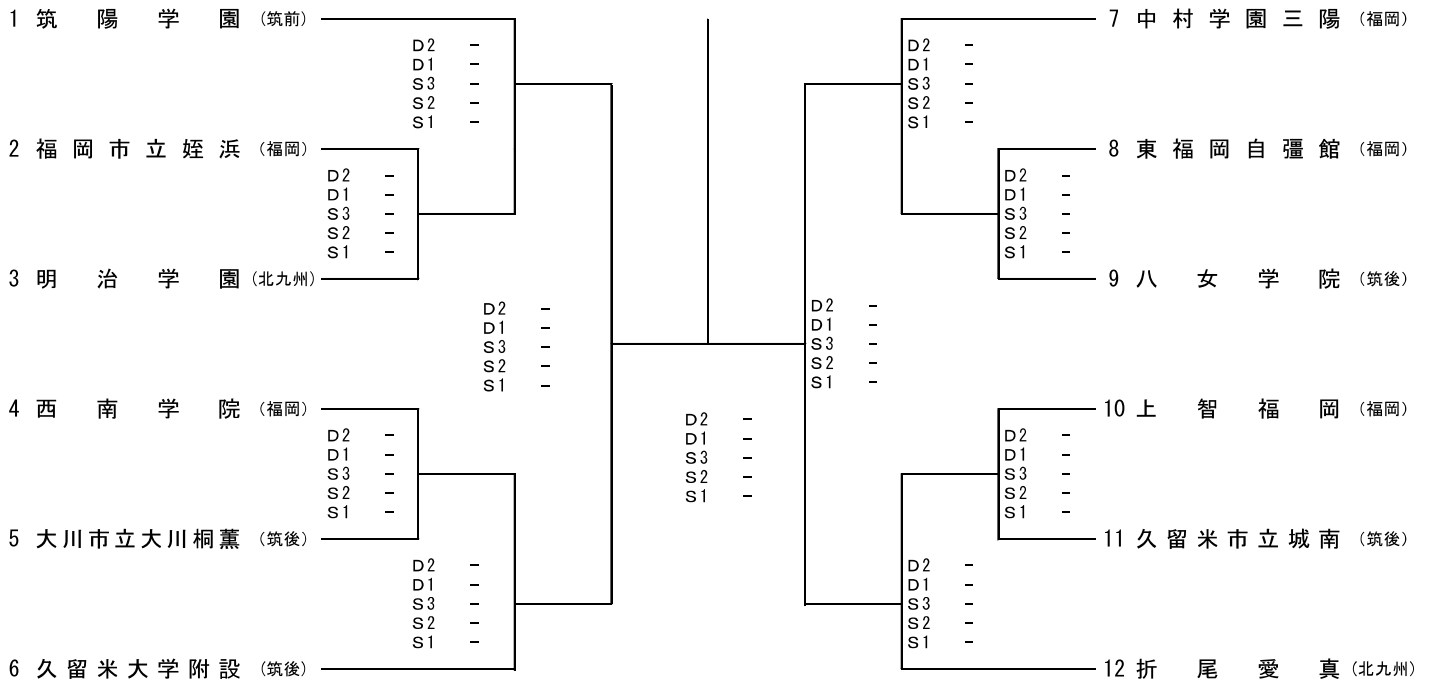 1 筑陽学園 (筑前)
D2 -
D1 -
S3 -
S2 -
S1 -
2 福岡市立姪浜 (福岡)
D2 -
D1 -
S3 -
S2 -
S1 -
3 明治学園 (北九州)
D2 -
D1 -
S3 -
S2 -
S1 -
4 西南学院 (福岡)
D2 -
D1 -
S3 -
S2 -
S1 -
5 大川市立大川桐薫 (筑後)
D2 -
D1 -
S3 -
S2 -
S1 -
6 久留米大学附設 (筑後)
D2 -
D1 -
S3 -
S2 -
S1 -
7 中村学園三陽 (福岡)
D2 -
D1 -
S3 -
S2 -
S1 -
8 東福岡自彊館 (福岡)
D2 -
D1 -
S3 -
S2 -
S1 -
9 八女学院 (筑後)
D2 -
D1 -
S3 -
S2 -
S1 -
10 上智福岡 (福岡)
D2 -
D1 -
S3 -
S2 -
S1 -
11 久留米市立城南 (筑後)
D2 -
D1 -
S3 -
S2 -
S1 -
12 折尾愛真 (北九州)